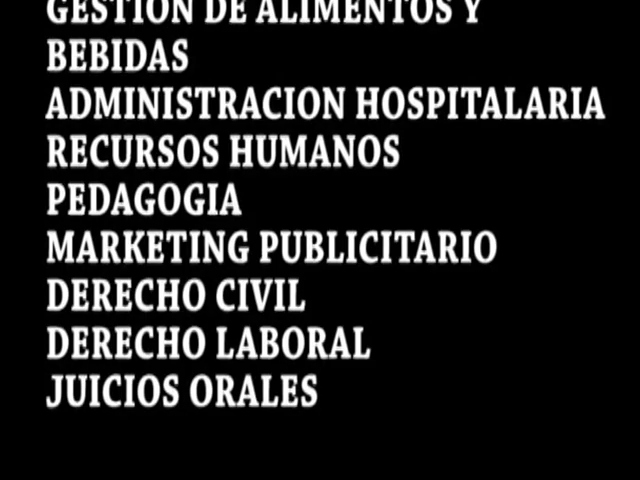 GESTION DE ALIMENTOS Y
BEBIDAS
ADMINISTRACION HOSPITALARIA
RECURSOS HUMANOS
PEDAGOGIA
MARKETING PUBLICITARIO
DERECHO CIVIL
DERECHO LABORAL
JUICIOS ORALES